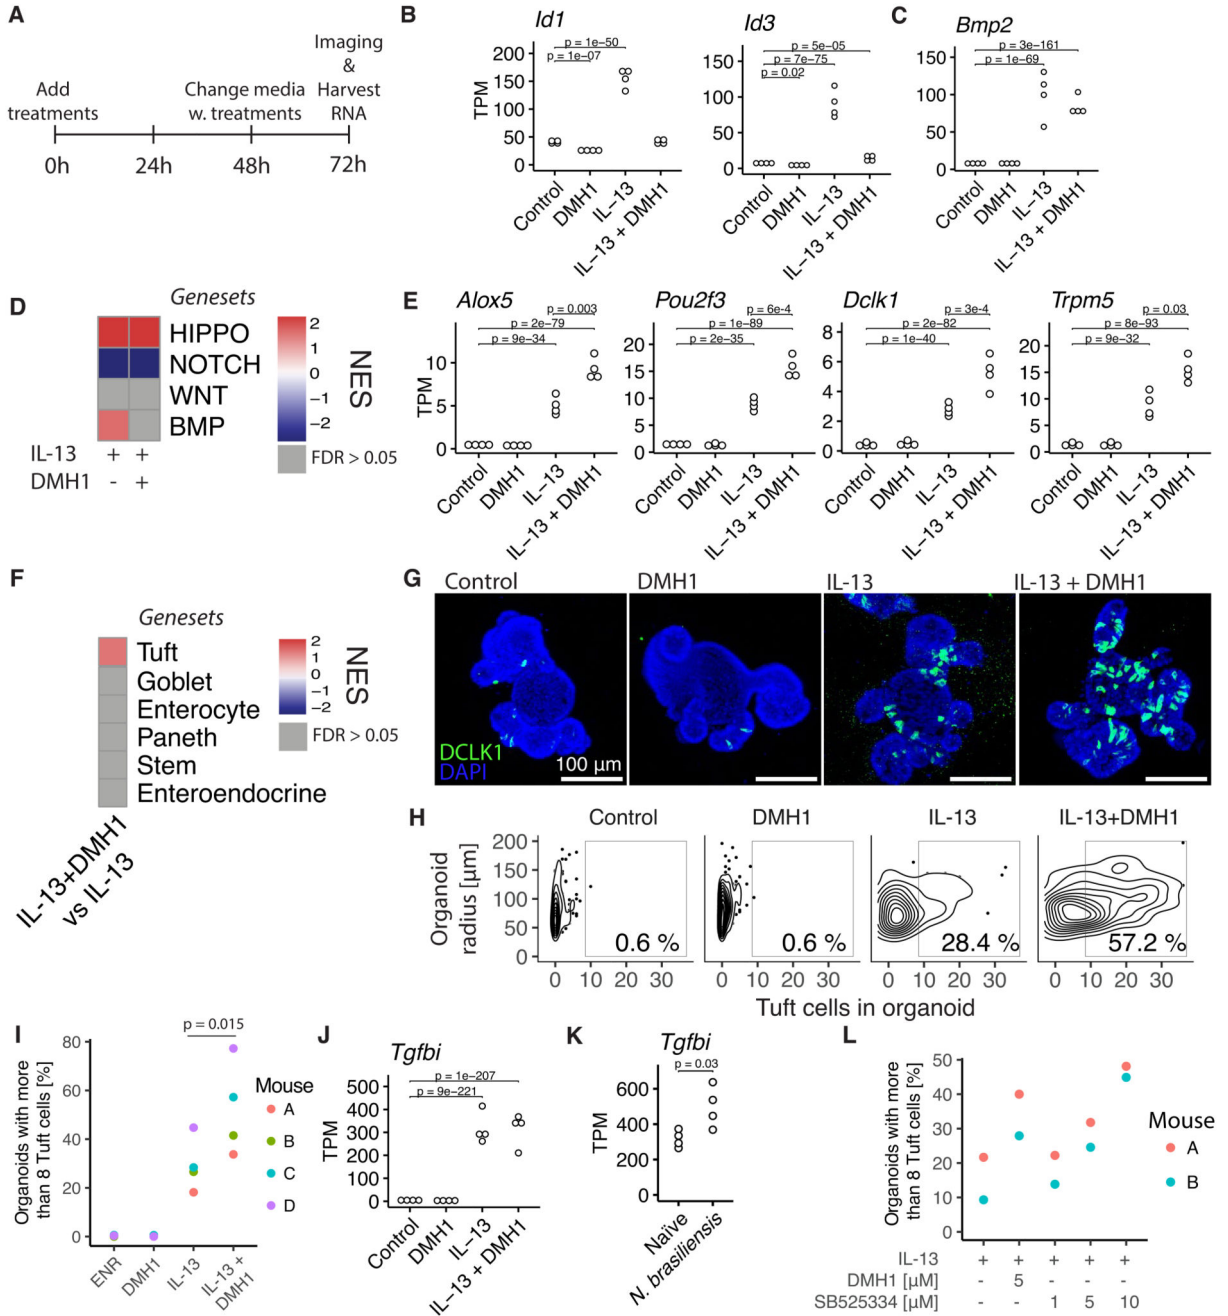 A
Add
treatments
Change media
w. treatments
Imaging
&
Harvest
RNA
0h
24h
48h
72h
B
Id1
TPM
200
150
100
50
0
p = 1e−50
p = 1e−07
Control
DMH1
IL−13
IL−13 + DMH1
Id3
150
100
50
0
p = 5e−05
p = 7e−75
p = 0.02
Control
DMH1
IL−13
IL−13 + DMH1
C
Bmp2
150
100
50
0
p = 3e−161
p = 1e−69
Control
DMH1
IL−13
IL−13 + DMH1
D
Genesets
HIPPO
NOTCH
WNT
BMP
IL-13 + +
DMH1 - +
2
1
0
−1
−2
NES
FDR > 0.05
E
Alox5
TPM
10
5
0
p = 0.003
p = 2e−79
p = 9e−34
Control
DMH1
IL−13
IL−13 + DMH1
Pou2f3
20
15
10
5
0
p = 6e−4
p = 1e−89
p = 2e−35
Control
DMH1
IL−13
IL−13 + DMH1
Dclk1
8
6
4
2
0
p = 3e−4
p = 2e−82
p = 1e−40
Control
DMH1
IL−13
IL−13 + DMH1
Trpm5
20
15
10
5
0
p = 0.03
p = 8e−93
p = 9e−32
Control
DMH1
IL−13
IL−13 + DMH1
F
Genesets
Tuft
Goblet
Enterocyte
Paneth
Stem
Enteroendocrine
IL-13+DMH1
vs IL-13
2
1
0
−1
−2
NES
FDR > 0.05
G
Control
DMH1
IL-13
IL-13 + DMH1
DCLK1
DAPI
100 µm
H
Control
DMH1
IL-13
IL-13+DMH1
Organoid
radius [µm]
200
150
100
50
0
0.6 %
0.6 %
28.4 %
57.2 %
0 10 20 30
0 10 20 30
0 10 20 30
0 10 20 30
Tuft cells in organoid
I
Organoids with more
than 8 Tuft cells [%]
80
60
40
20
0
p = 0.015
ENR
DMH1
IL-13
IL-13 +
DMH1
Mouse
A
B
C
D
J
Tgfbi
TPM
500
400
300
200
100
0
p = 1e−207
p = 9e−221
Control
DMH1
IL−13
IL−13 + DMH1
K
Tgfbi
TPM
600
400
200
0
p = 0.03
Naïve
N. brasiliensis
L
Organoids with more
than 8 Tuft cells [%]
50
40
30
20
10
0
Mouse
A
B
IL-13 + + + + +
DMH1 [µM] - 5 - - -
SB525334 [µM] - - 1 5 10